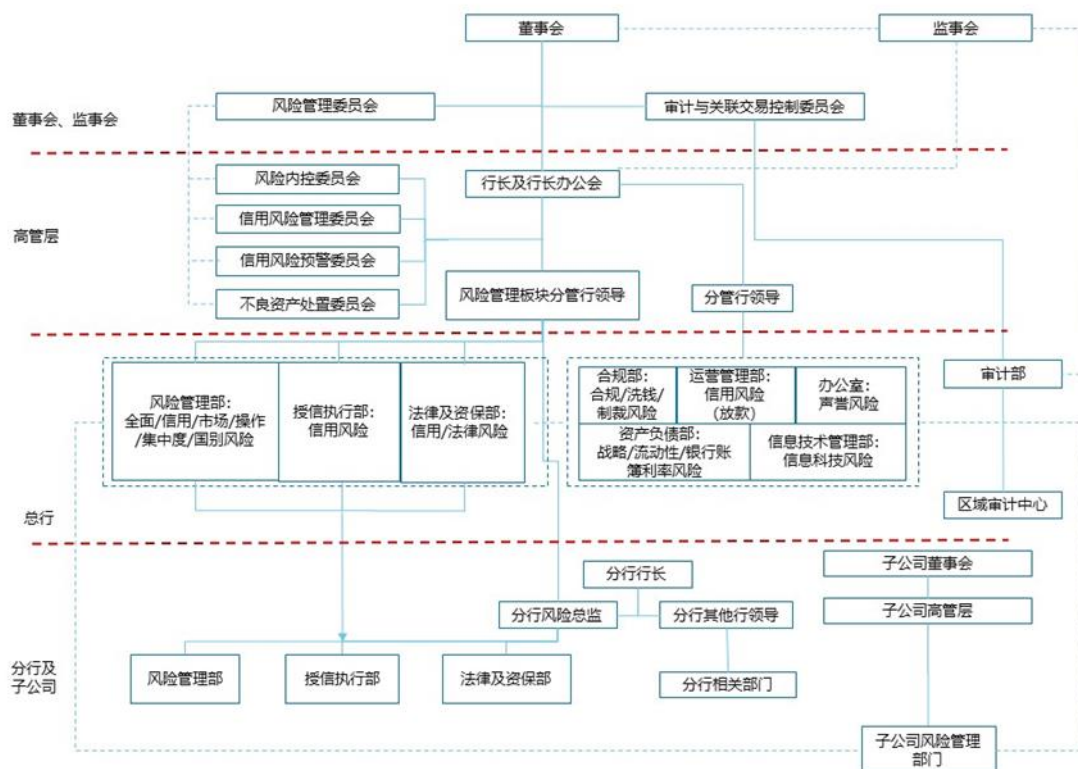 董事会
监事会
风险管理委员会
审计与关联交易控制委员会
董事会、监事会
风险内控委员会
行长及行长办公会
信用风险管理委员会
高管层
信用风险预警委员会
风险管理板块分管行领导
分管行领导
不良资产处置委员会
风险管理部：
全面/信用/市场/操作
/集中度/国别风险
授信执行部：
信用风险
法律及资保部：
信用/法律风险
合规部：
合规/洗钱/
制裁风险
运营管理部：
信用风险
(放款)
办公室：
声誉风险
审计部
资产负债部：
战略/流动性/银行账
簿利率风险
信息技术管理部：
信息科技风险
区域审计中心
总行
子公司董事会
分行行长
子公司高管层
分行风险总监
分行其他行领导
分行及
子公司
风险管理部
授信执行部
法律及资保部
分行相关部门
子公司风险管理
部门